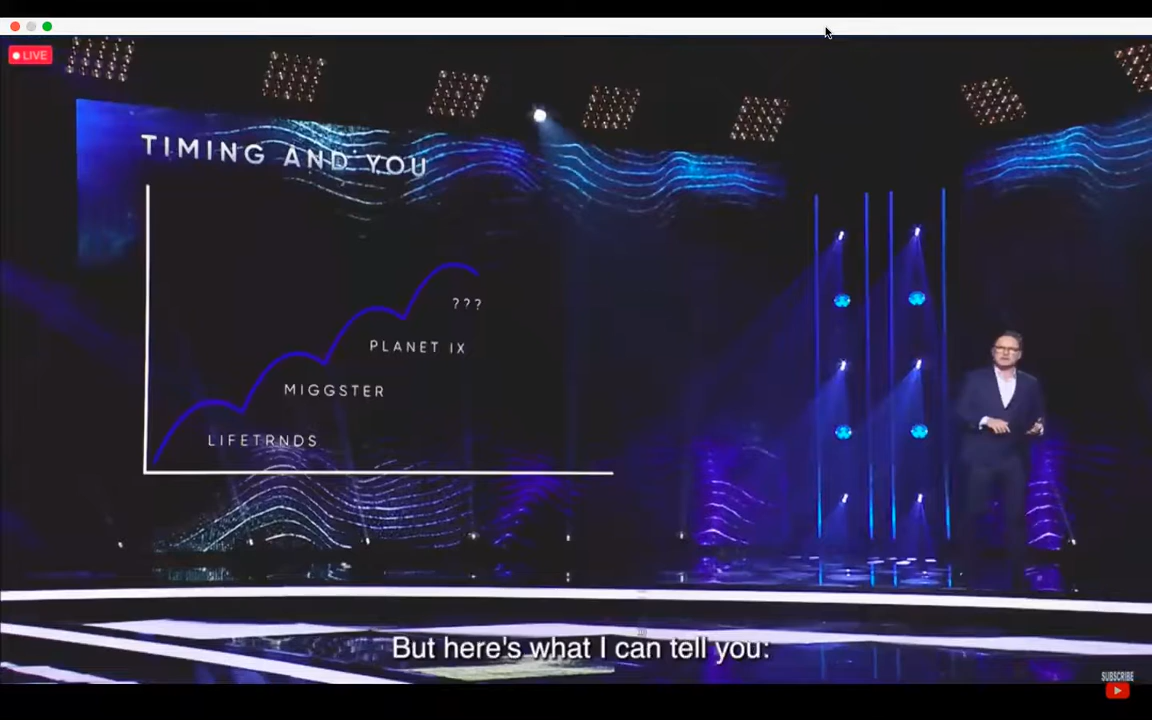 LIVE
TIMING AND YOU
???
PLANET IX
MIGGSTER
LIFETRNDS
But here's what I can tell you:
SUBSCRIBE